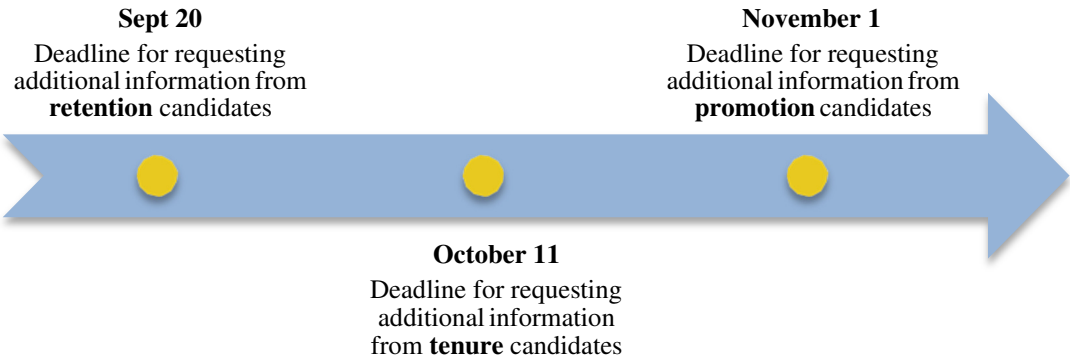 Sept 20
Deadline for requesting
additional information from
retention candidates
November 1
Deadline for requesting
additional information from
promotion candidates
October 11
Deadline for requesting
additional information
from tenure candidates